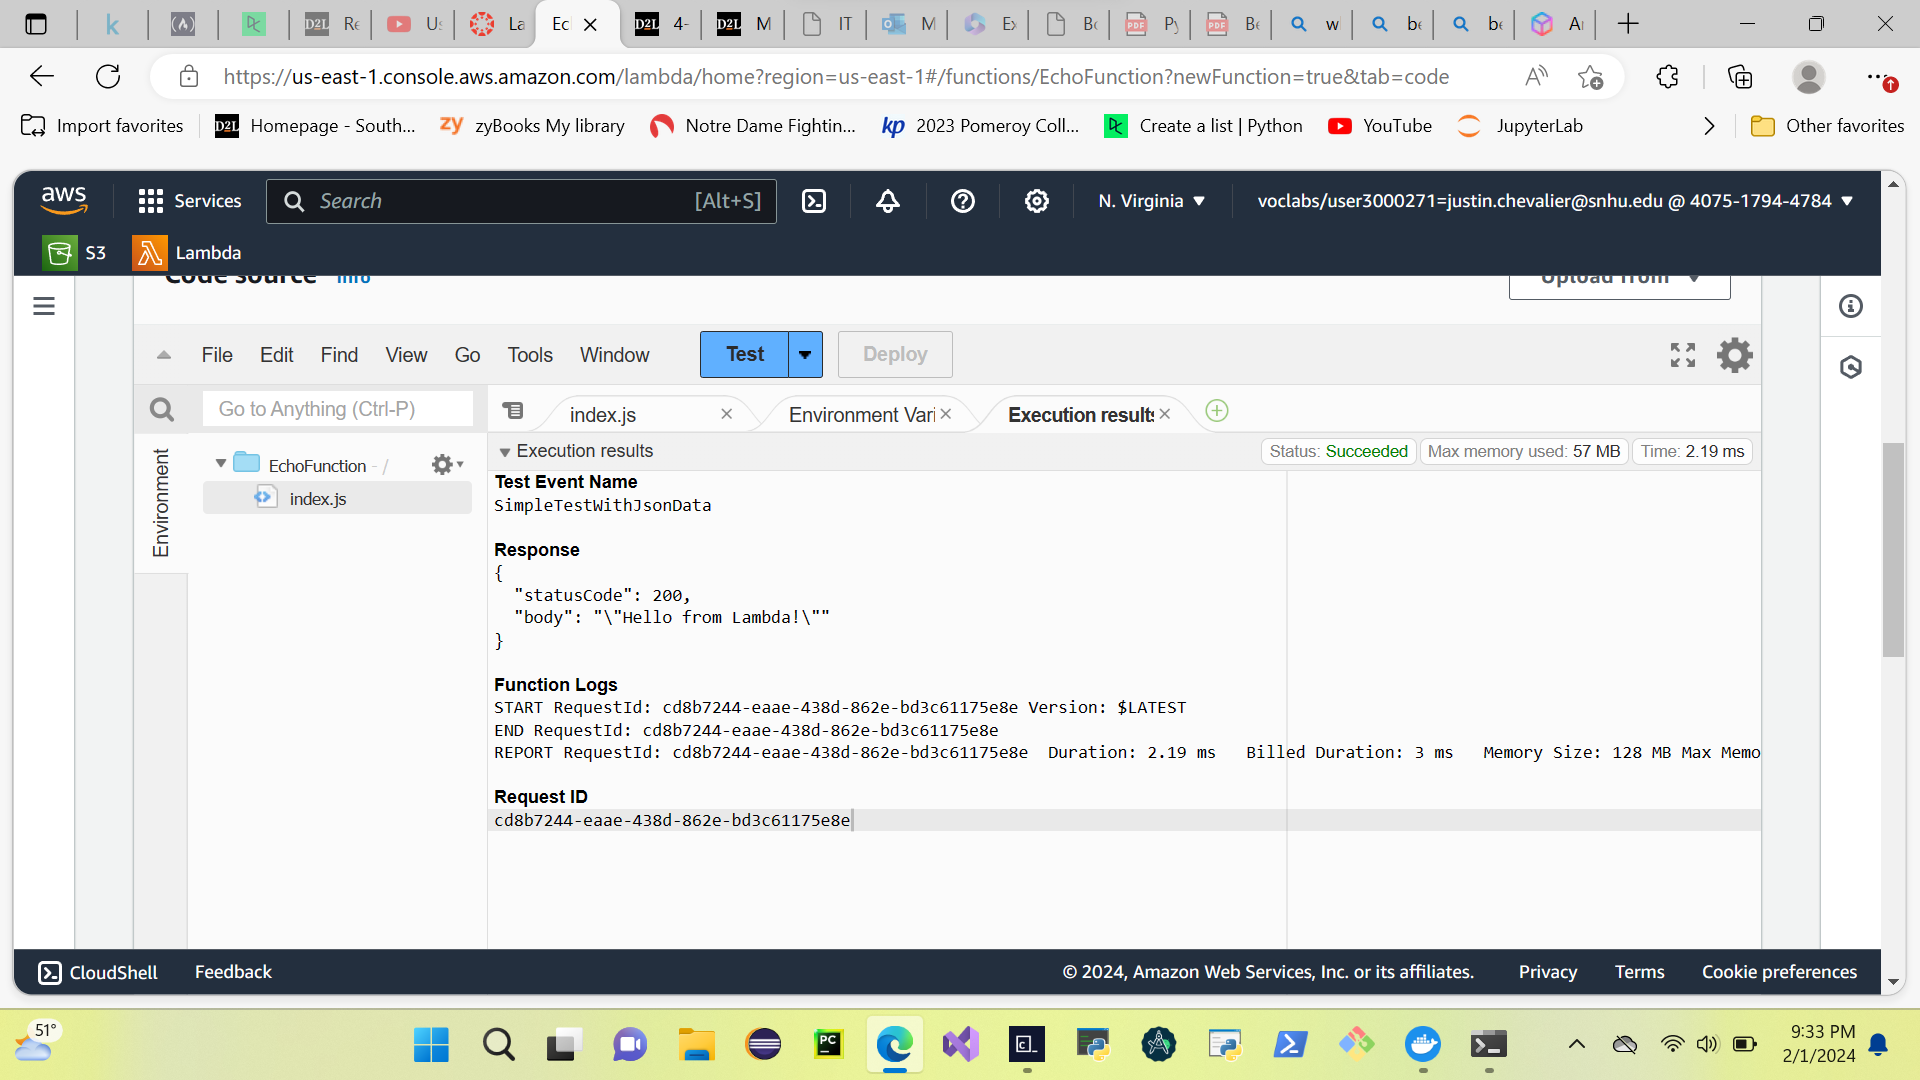 k
(A)
D2L Re
Us
La
Ec
D2L 4-
D2L M
IT
M
Ex
Bo
Py
Be
w
be
be
A
https://us-east-1.console.aws.amazon.com/lambda/home?region=us-east-1#/functions/EchoFunction?newFunction=true&tab=code
Import favorites
D2L Homepage - South...
zy zyBooks My library
Notre Dame Fightin...
kp 2023 Pomeroy Coll...
Create a list | Python
YouTube
JupyterLab
Other favorites
aws
Services
Search [Alt+S]
N. Virginia
voclabs/user3000271=justin.chevalier@snhu.edu @ 4075-1794-4784
S3
Lambda
Code source Info
Upload from
File Edit Find View Go Tools Window
Test
Deploy
Go to Anything (Ctrl-P)
index.js
Environment Vari
Execution results
Environment
EchoFunction - /
index.js
Execution results
Status: Succeeded
Max memory used: 57 MB
Time: 2.19 ms
Test Event Name
SimpleTestWithJsonData
Response
{
"statusCode": 200,
"body": "\"Hello from Lambda!\""
}
Function Logs
START RequestId: cd8b7244-eaae-438d-862e-bd3c61175e8e Version: $LATEST
END RequestId: cd8b7244-eaae-438d-862e-bd3c61175e8e
REPORT RequestId: cd8b7244-eaae-438d-862e-bd3c61175e8e Duration: 2.19 ms Billed Duration: 3 ms Memory Size: 128 MB Max Memo
Request ID
cd8b7244-eaae-438d-862e-bd3c61175e8e
CloudShell
Feedback
© 2024, Amazon Web Services, Inc. or its affiliates.
Privacy
Terms
Cookie preferences
51°
PC
9:33 PM
2/1/2024